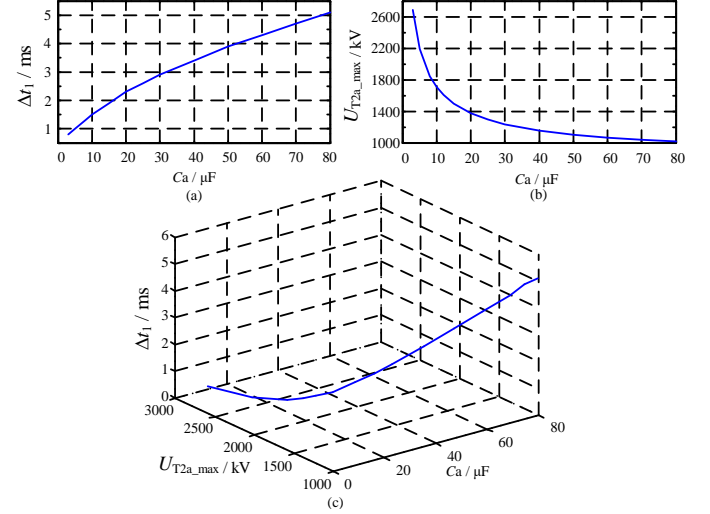 5
4
3
2
1
Δt1 / ms
0 10 20 30 40 50 60 70 80
Ca / μF
(a)
2600
2200
1800
1400
1000
UT2a_max / kV
0 10 20 30 40 50 60 70 80
Ca / μF
(b)
6
5
4
3
2
1
0
Δt1 / ms
3000
2500
2000
1500
1000
UT2a_max / kV
0
20
40
60
80
Ca / μF
(c)